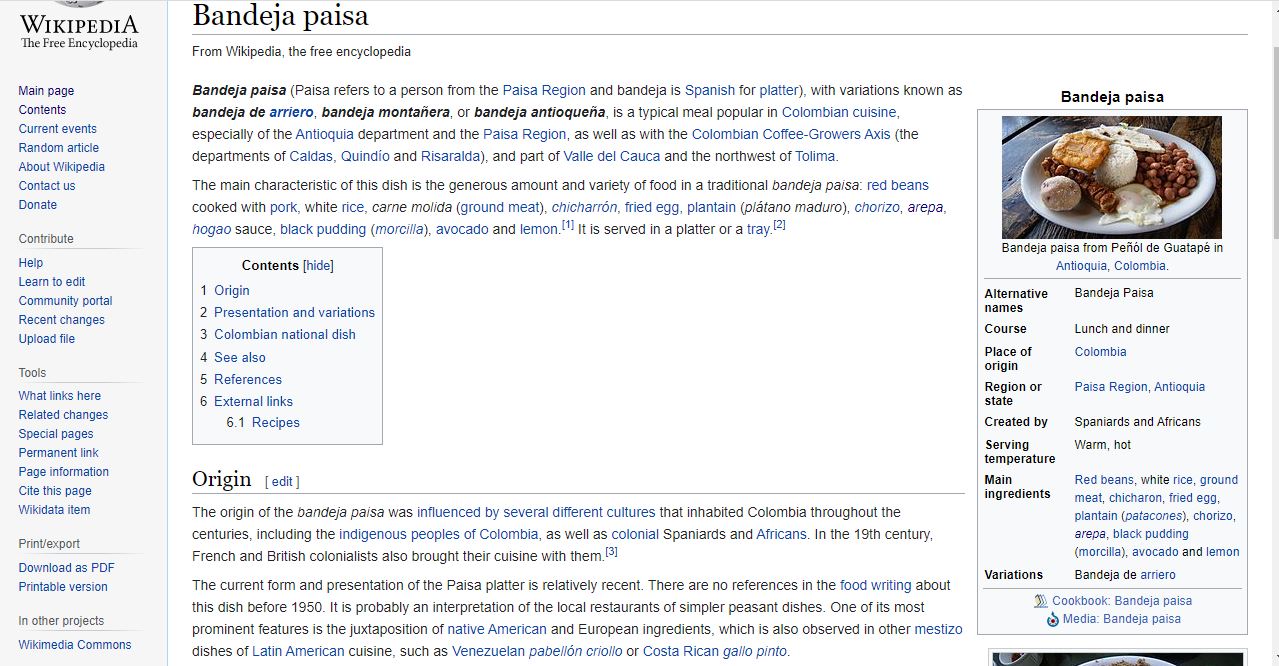 WIKIPEDIA
The Free Encyclopedia
Main page
Contents
Current events
Random article
About Wikipedia
Contact us
Donate
Contribute
Help
Learn to edit
Community portal
Recent changes
Upload file
Tools
What links here
Related changes
Special pages
Permanent link
Page information
Cite this page
Wikidata item
Print/export
Download as PDF
Printable version
In other projects
Wikimedia Commons
Bandeja paisa
From Wikipedia, the free encyclopedia
Bandeja paisa (Paisa refers to a person from the Paisa Region and bandeja is Spanish for platter), with variations known as
bandeja de arriero, bandeja montañera, or bandeja antioqueña, is a typical meal popular in Colombian cuisine,
especially of the Antioquia department and the Paisa Region, as well as with the Colombian Coffee-Growers Axis (the
departments of Caldas, Quindío and Risaralda), and part of Valle del Cauca and the northwest of Tolima.
The main characteristic of this dish is the generous amount and variety of food in a traditional bandeja paisa: red beans
cooked with pork, white rice, carne molida (ground meat), chicharrón, fried egg, plantain (plátano maduro), chorizo, arepa,
hogao sauce, black pudding (morcilla), avocado and lemon.[1] It is served in a platter or a tray.[2]
Contents [hide]
1 Origin
2 Presentation and variations
3 Colombian national dish
4 See also
5 References
6 External links
6.1 Recipes
Origin [ edit ]
The origin of the bandeja paisa was influenced by several different cultures that inhabited Colombia throughout the
centuries, including the indigenous peoples of Colombia, as well as colonial Spaniards and Africans. In the 19th century,
French and British colonialists also brought their cuisine with them.[3]
The current form and presentation of the Paisa platter is relatively recent. There are no references in the food writing about
this dish before 1950. It is probably an interpretation of the local restaurants of simpler peasant dishes. One of its most
prominent features is the juxtaposition of native American and European ingredients, which is also observed in other mestizo
dishes of Latin American cuisine, such as Venezuelan pabellón criollo or Costa Rican gallo pinto.
Bandeja paisa
Bandeja paisa from Peñól de Guatapé in
Antioquia, Colombia.
Alternative names Bandeja Paisa
Course Lunch and dinner
Place of origin Colombia
Region or state Paisa Region, Antioquia
Created by Spaniards and Africans
Serving temperature Warm, hot
Main ingredients Red beans, white rice, ground
meat, chicharon, fried egg,
plantain (patacones), chorizo,
arepa, black pudding
(morcilla), avocado and lemon
Variations Bandeja de arriero
Cookbook: Bandeja paisa
Media: Bandeja paisa